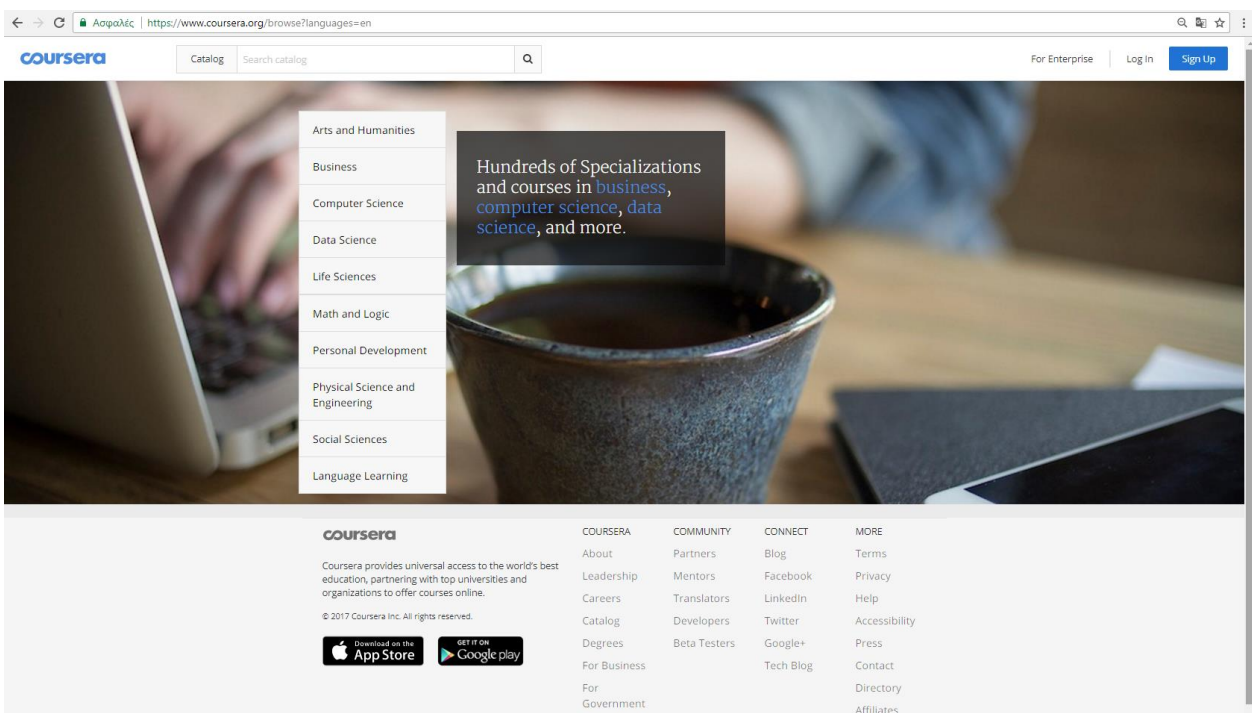 Ασφαλές | https://www.coursera.org/browse?languages=en
coursera
Catalog
Search catalog
For Enterprise
Log In
Sign Up
Arts and Humanities
Business
Computer Science
Data Science
Life Sciences
Math and Logic
Personal Development
Physical Science and
Engineering
Social Sciences
Language Learning
Hundreds of Specializations
and courses in business,
computer science, data
science, and more.
coursera
Coursera provides universal access to the world's best
education, partnering with top universities and
organizations to offer courses online.
© 2017 Coursera Inc. All rights reserved.
Download on the
App Store
GET IT ON
Google play
COURSERA
About
Leadership
Careers
Catalog
Degrees
For Business
For
Government
COMMUNITY
Partners
Mentors
Translators
Developers
Beta Testers
CONNECT
Blog
Facebook
LinkedIn
Twitter
Google+
Tech Blog
MORE
Terms
Privacy
Help
Accessibility
Press
Contact
Directory
Affiliates